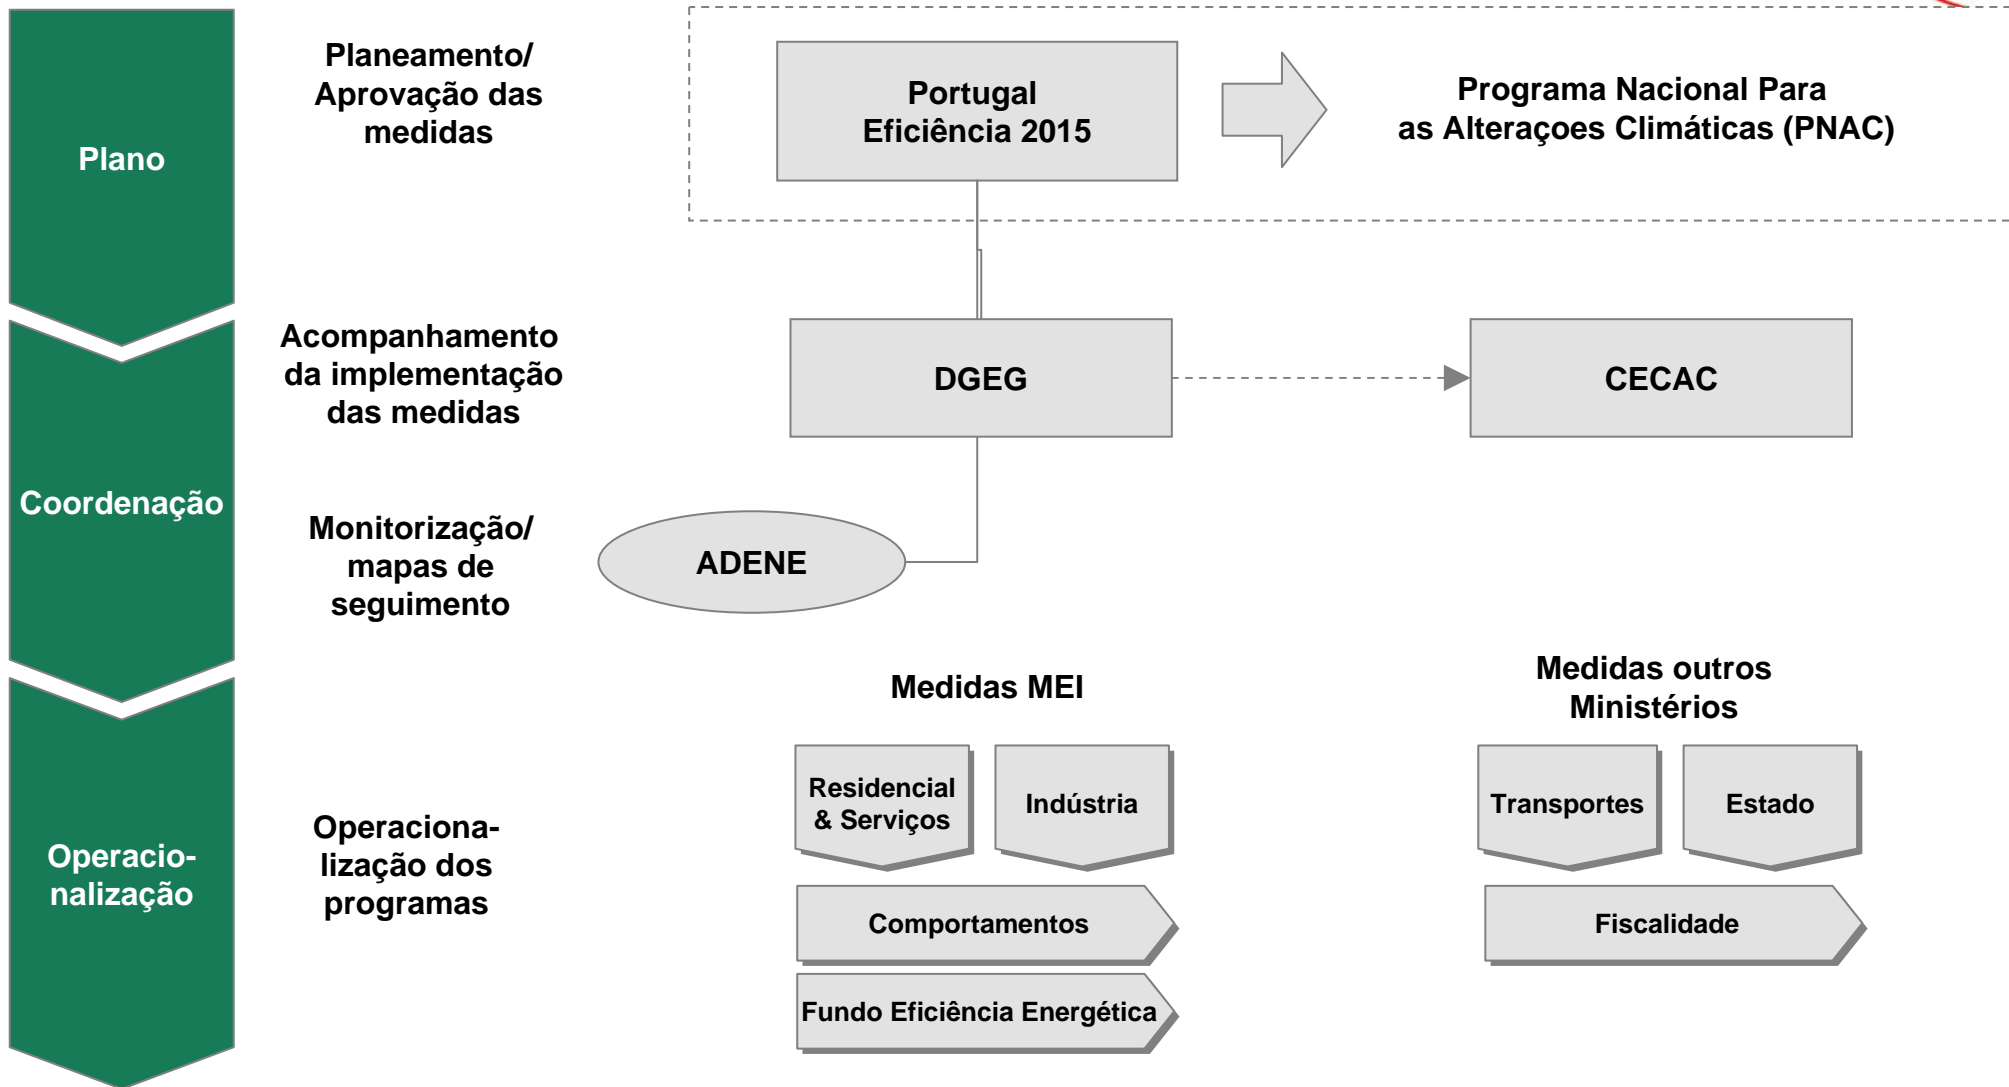 Plano
Planeamento/
Aprovação das
medidas
Portugal
Eficiência 2015
Programa Nacional Para
as Alteraçoes Climáticas (PNAC)
Coordenação
Acompanhamento
da implementação
das medidas
DGEG
CECAC
Monitorização/
mapas de
seguimento
ADENE
Operacio-
nalização
Operaciona-
lização dos
programas
Medidas MEI
Residencial
& Serviços
Indústria
Comportamentos
Fundo Eficiência Energética
Medidas outros
Ministérios
Transportes
Estado
Fiscalidade